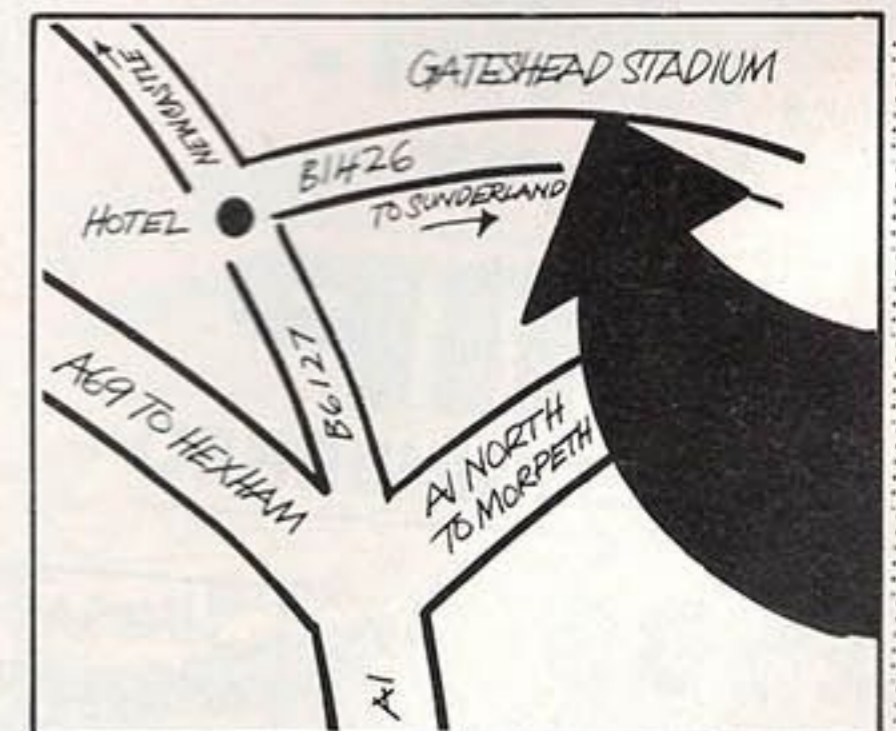 GATESHEAD STADIUM
NEWCASTLE
B1426
TO SUNDERLAND
HOTEL
B6127
A69 TO HEXHAM
A1 NORTH
TO MORPETH
A1